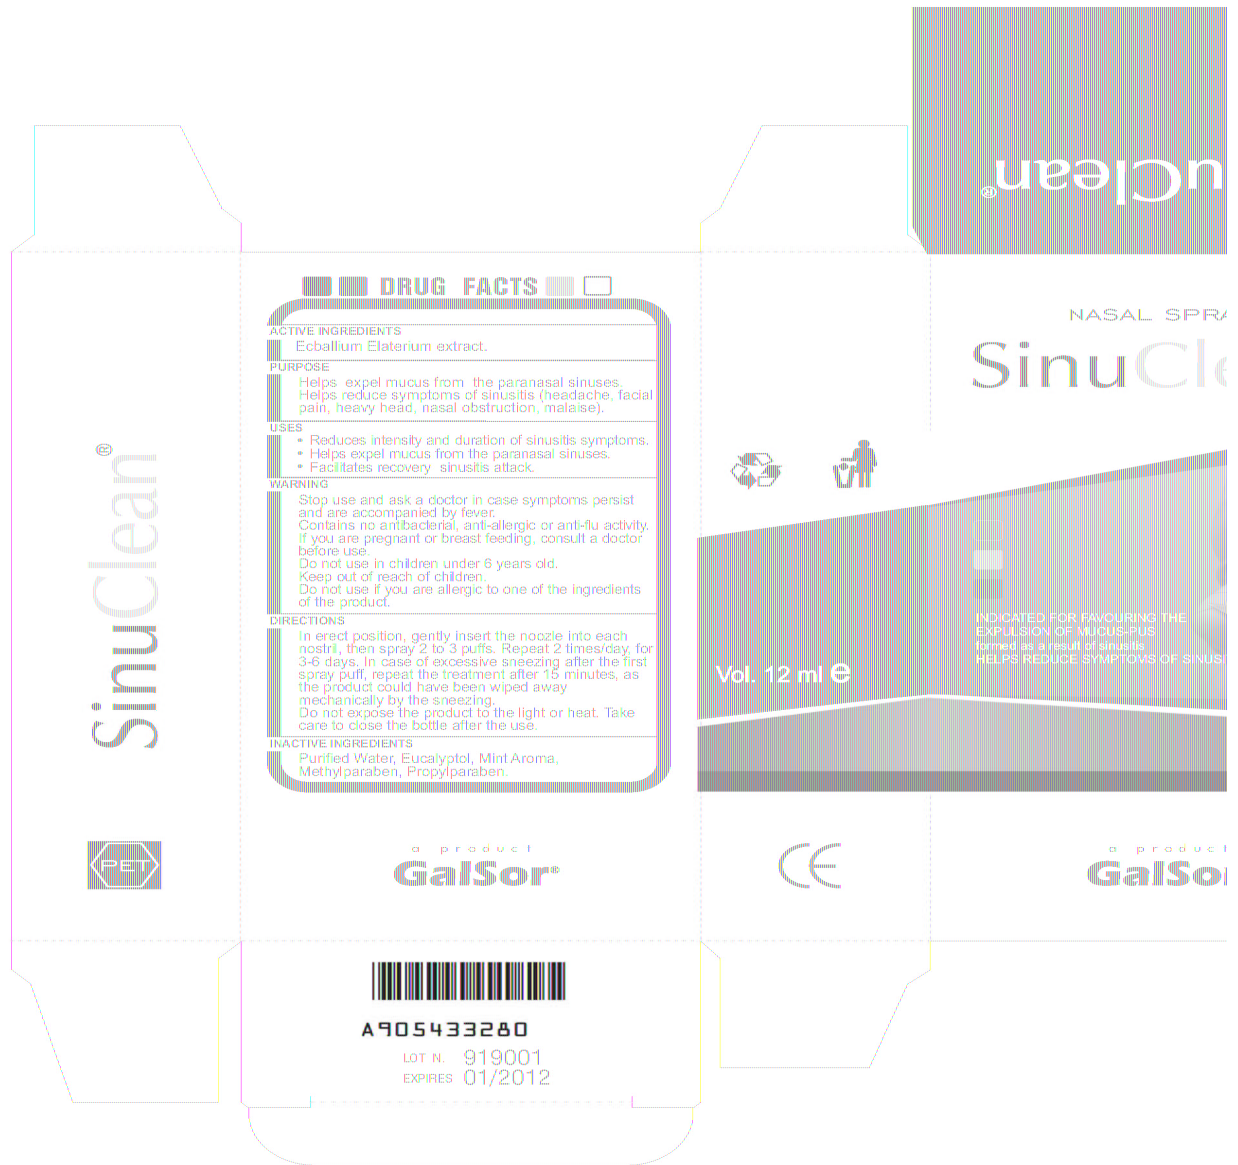 uClean®
NASAL SPRA
SinuCle
DRUG FACTS
ACTIVE INGREDIENTS
Ecballium Elaterium extract.
PURPOSE
Helps expel mucus from the paranasal sinuses.
Helps reduce symptoms of sinusitis (headache, facial
pain, heavy head, nasal obstruction, malaise).
USES
• Reduces intensity and duration of sinusitis symptoms.
• Helps expel mucus from the paranasal sinuses.
• Facilitates recovery sinusitis attack.
WARNING
Stop use and ask a doctor in case symptoms persist
and are accompanied by fever.
Contains no antibacterial, anti-allergic or anti-flu activity.
If you are pregnant or breast feeding, consult a doctor
before use.
Do not use in children under 6 years old.
Keep out of reach of children.
Do not use if you are allergic to one of the ingredients
of the product.
DIRECTIONS
In erect position, gently insert the nozzle into each
nostril, then spray 2 to 3 puffs. Repeat 2 times/day, for
3-6 days. In case of excessive sneezing after the first
spray puff, repeat the treatment after 15 minutes, as
the product could have been wiped away
mechanically by the sneezing.
Do not expose the product to the light or heat. Take
care to close the bottle after the use.
INACTIVE INGREDIENTS
Purified Water, Eucalyptol, Mint Aroma,
Methylparaben, Propylparaben.
SinuClean®
INDICATED FOR FAVOURING THE
EXPULSION OF MUCUS-PUS
formed as a result of sinusitis
HELPS REDUCE SYMPTOMS OF SINUS
Vol. 12 ml e
PET
a product
GalSor®
CE
a product
GalSo
A905433280
LOT N. 919001
EXPIRES 01/2012